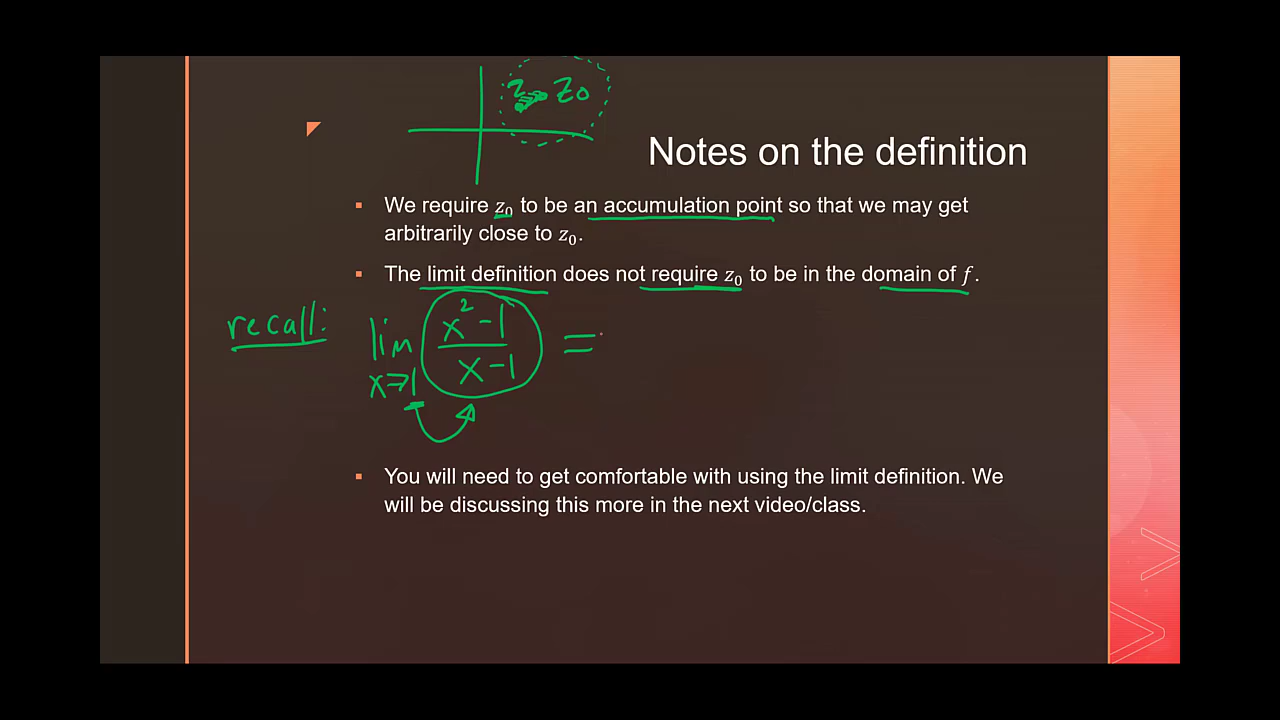 z → z₀
Notes on the definition
▪ We require z₀ to be an accumulation point so that we may get
arbitrarily close to z₀.
▪ The limit definition does not require z₀ to be in the domain of f.
recall: lim x→1 (x² - 1)/(x - 1) =
▪ You will need to get comfortable with using the limit definition. We
will be discussing this more in the next video/class.